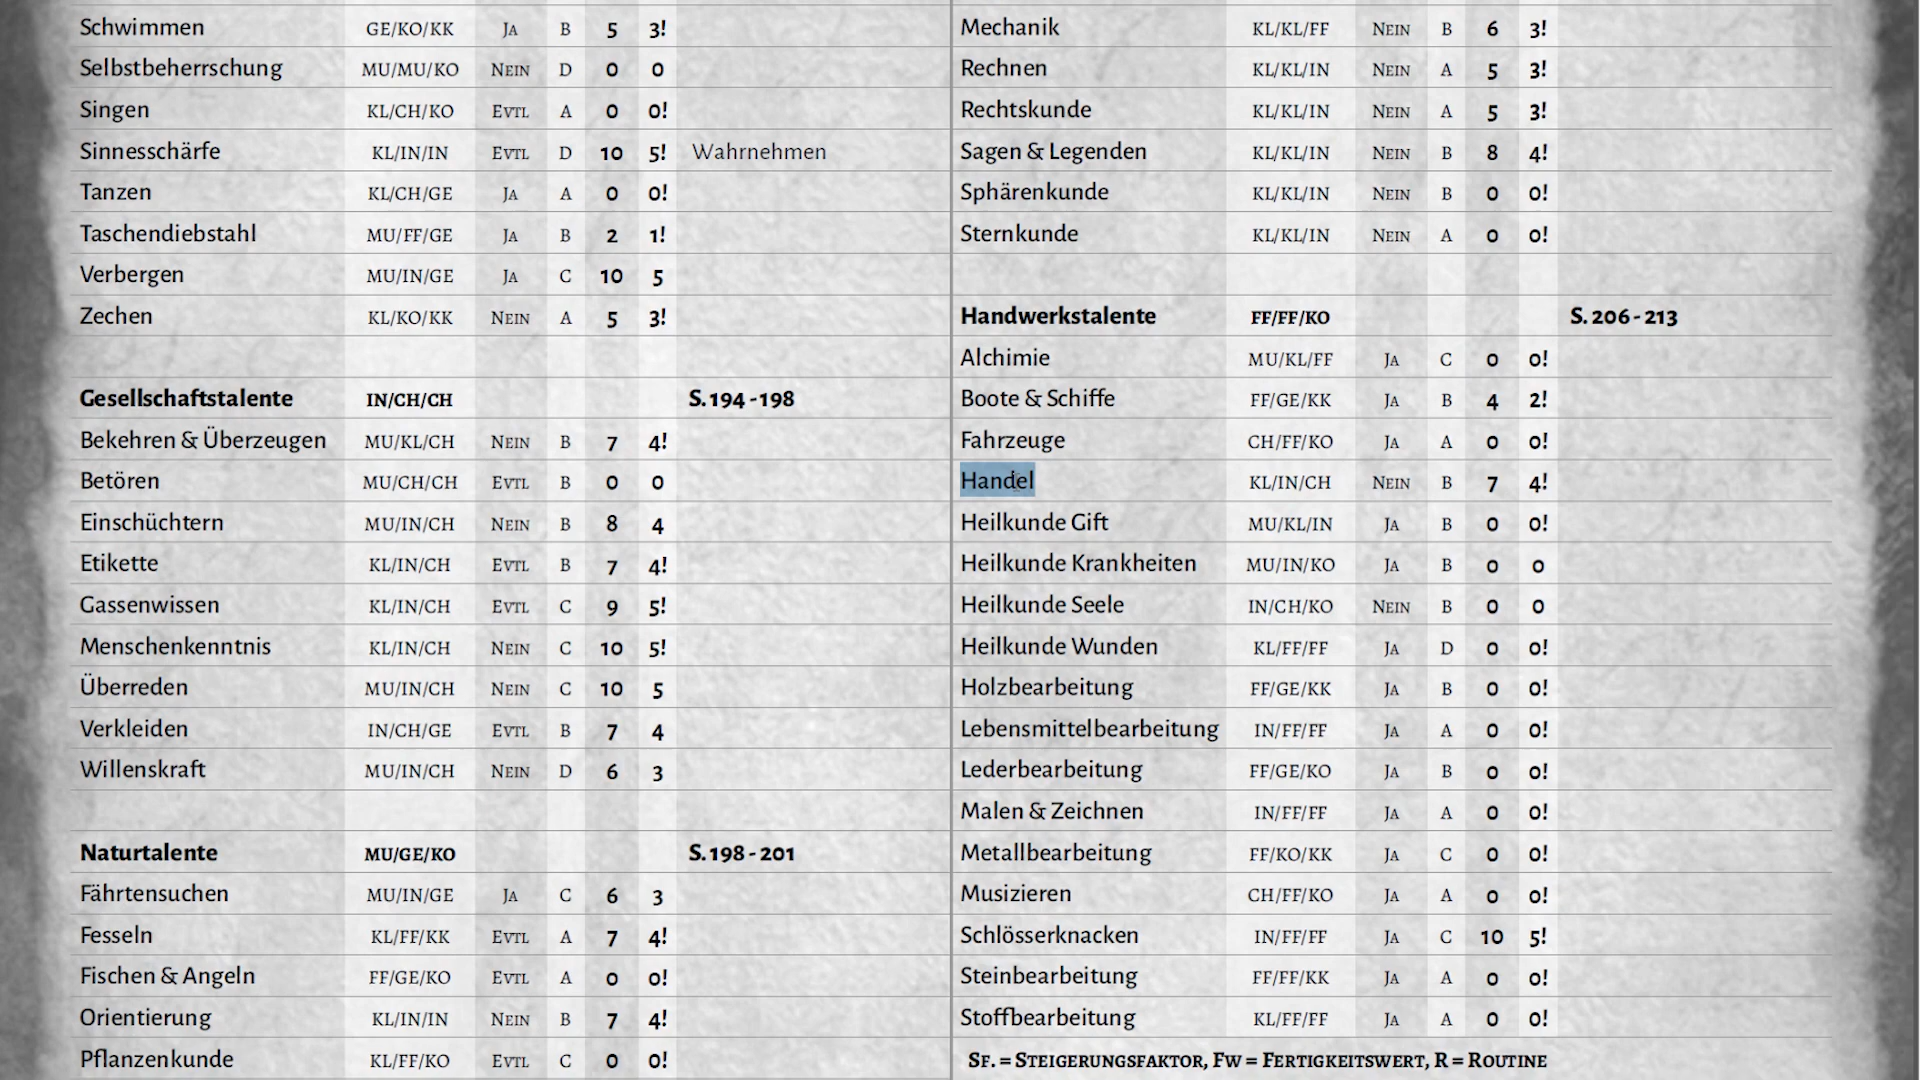 Schwimmen GE/KO/KK JA B 5 3!
Selbstbeherrschung MU/MU/KO NEIN D 0 0
Singen KL/CH/KO EVTL A 0 0!
Sinnesschärfe KL/IN/IN EVTL D 10 5! Wahrnehmen
Tanzen KL/CH/GE JA A 0 0!
Taschendiebstahl MU/FF/GE JA B 2 1!
Verbergen MU/IN/GE JA C 10 5
Zechen KL/KO/KK NEIN A 5 3!
Gesellschaftstalente IN/CH/CH S. 194 - 198
Bekehren & Überzeugen MU/KL/CH NEIN B 7 4!
Betören MU/CH/CH EVTL B 0 0
Einschüchtern MU/IN/CH NEIN B 8 4
Etikette KL/IN/CH EVTL B 7 4!
Gassenwissen KL/IN/CH EVTL C 9 5!
Menschenkenntnis KL/IN/CH NEIN C 10 5!
Überreden MU/IN/CH NEIN C 10 5
Verkleiden IN/CH/GE EVTL B 7 4
Willenskraft MU/IN/CH NEIN D 6 3
Naturtalente MU/GE/KO S. 198 - 201
Fährtensuchen MU/IN/GE JA C 6 3
Fesseln KL/FF/KK EVTL A 7 4!
Fischen & Angeln FF/GE/KO EVTL A 0 0!
Orientierung KL/IN/IN NEIN B 7 4!
Pflanzenkunde KL/FF/KO EVTL C 0 0!
Mechanik KL/KL/FF NEIN B 6 3!
Rechnen KL/KL/IN NEIN A 5 3!
Rechtskunde KL/KL/IN NEIN A 5 3!
Sagen & Legenden KL/KL/IN NEIN B 8 4!
Sphärenkunde KL/KL/IN NEIN B 0 0!
Sternkunde KL/KL/IN NEIN A 0 0!
Handwerkstalente FF/FF/KO S. 206 - 213
Alchimie MU/KL/FF JA C 0 0!
Boote & Schiffe FF/GE/KK JA B 4 2!
Fahrzeuge CH/FF/KO JA A 0 0!
Handel KL/IN/CH NEIN B 7 4!
Heilkunde Gift MU/KL/IN JA B 0 0!
Heilkunde Krankheiten MU/IN/KO JA B 0 0
Heilkunde Seele IN/CH/KO NEIN B 0 0
Heilkunde Wunden KL/FF/FF JA D 0 0!
Holzbearbeitung FF/GE/KK JA B 0 0!
Lebensmittelbearbeitung IN/FF/FF JA A 0 0!
Lederbearbeitung FF/GE/KO JA B 0 0!
Malen & Zeichnen IN/FF/FF JA A 0 0!
Metallbearbeitung FF/KO/KK JA C 0 0!
Musizieren CH/FF/KO JA A 0 0!
Schlösserknacken IN/FF/FF JA C 10 5!
Steinbearbeitung FF/FF/KK JA A 0 0!
Stoffbearbeitung KL/FF/FF JA A 0 0!
SF. = STEIGERUNGSFAKTOR, FW = FERTIGKEITSWERT, R = ROUTINE